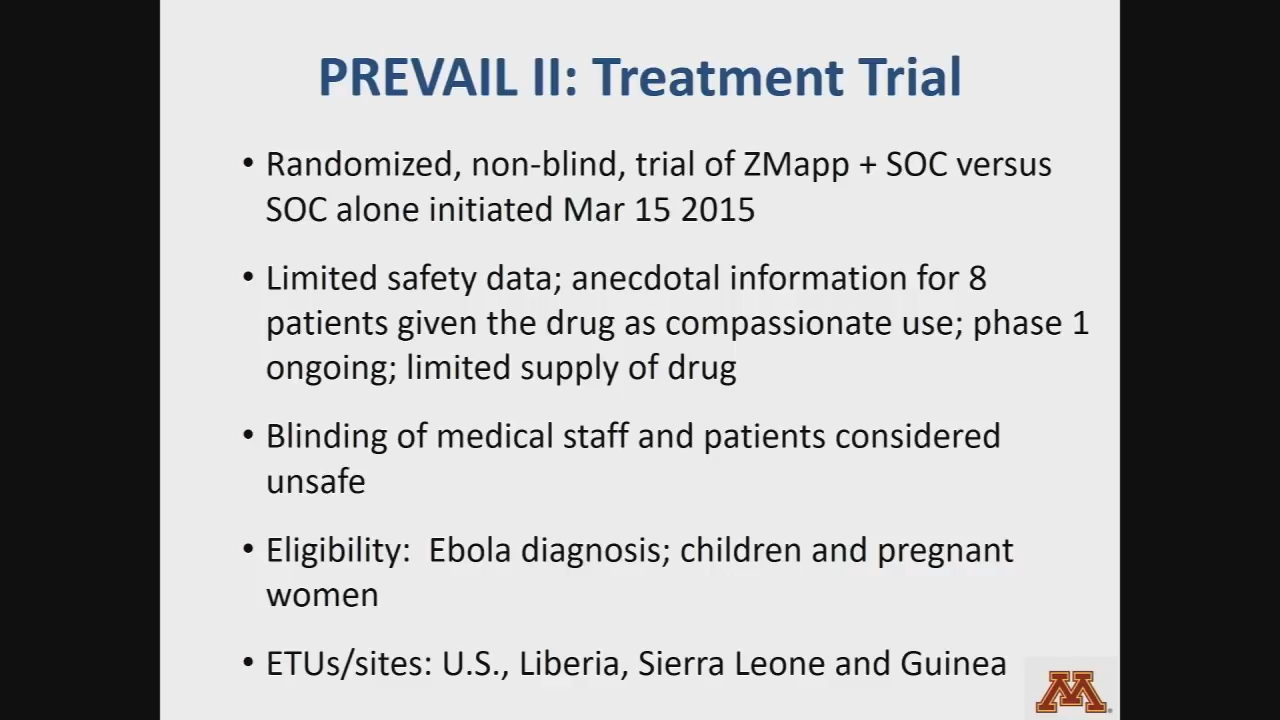 PREVAIL II: Treatment Trial
• Randomized, non-blind, trial of ZMapp + SOC versus
SOC alone initiated Mar 15 2015
• Limited safety data; anecdotal information for 8
patients given the drug as compassionate use; phase 1
ongoing; limited supply of drug
• Blinding of medical staff and patients considered
unsafe
• Eligibility:  Ebola diagnosis; children and pregnant
women
• ETUs/sites: U.S., Liberia, Sierra Leone and Guinea
M